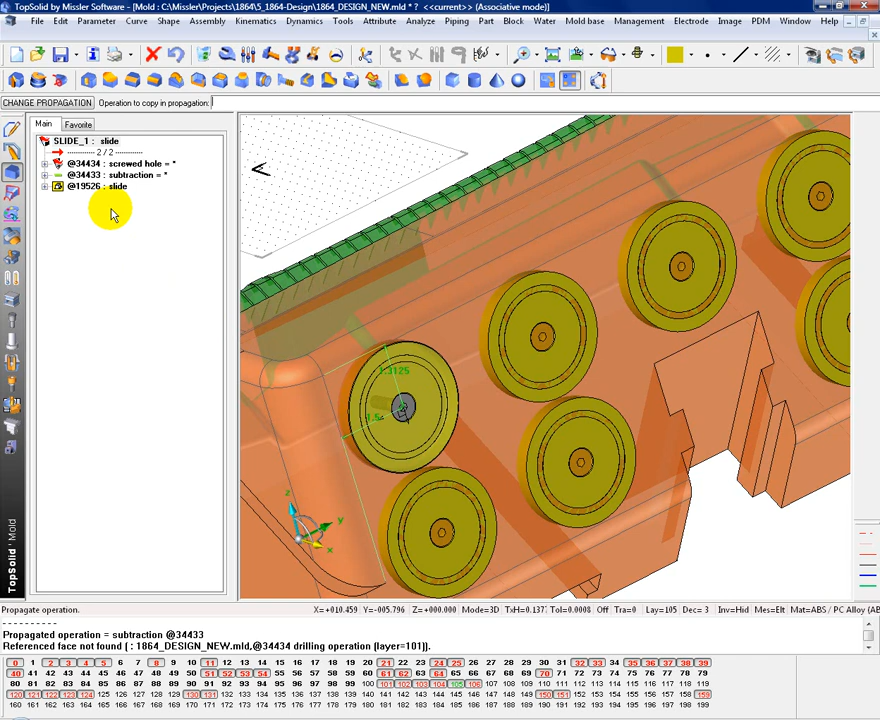 TopSolid by Missler Software - [Mold : C:\Missler\Projects\1864\5_1864-Design\1864_DESIGN_NEW.mld * ?  <<current>> (Associative mode)]
File Edit Window Parameter Curve Shape Assembly Kinematics Dynamics Tools Attribute Analyze Piping Part Block Water Mold base Management Electrode Image PDM View Help
CHANGE PROPAGATION Operation to copy in propagation:
Main Favorite
SLIDE_1 : slide
------------ 2 / 2 ------------
@34434 : screwed hole = *
@34433 : subtraction = *
@19526 : slide
1.3125
1.5
z
y
x
TopSolid'Mold
Propagate operation.
X=+010.459 Y=-005.796 Z=+000.000 Mode=3D TxH=0.137 Tol=0.0008 Off Tra=0 Lay=105 Dec= 3 Inv=Hid Mes=Elt Mat=ABS / PC Alloy (AB
----------
Propagated operation = subtraction @34433
Referenced face not found [ : 1864_DESIGN_NEW.mld,@34434 drilling operation (layer=101)].
0 1 2 3 4 5 6 7 8 9 10 11 12 13 14 15 16 17 18 19 20 21 22 23 24 25 26 27 28 29 30 31 32 33 34 35 36 37 38 39
40 41 42 43 44 45 46 47 48 49 50 51 52 53 54 55 56 57 58 59 60 61 62 63 64 65 66 67 68 69 70 71 72 73 74 75 76 77 78 79
80 81 82 83 84 85 86 87 88 89 90 91 92 93 94 95 96 97 98 99 100 101 102 103 104 105 106 107 108 109 110 111 112 113 114 115 116 117 118 119
120 121 122 123 124 125 126 127 128 129 130 131 132 133 134 135 136 137 138 139 140 141 142 143 144 145 146 147 148 149 150 151 152 153 154 155 156 157 158 159
160 161 162 163 164 165 166 167 168 169 170 171 172 173 174 175 176 177 178 179 180 181 182 183 184 185 186 187 188 189 190 191 192 193 194 195 196 197 198 199